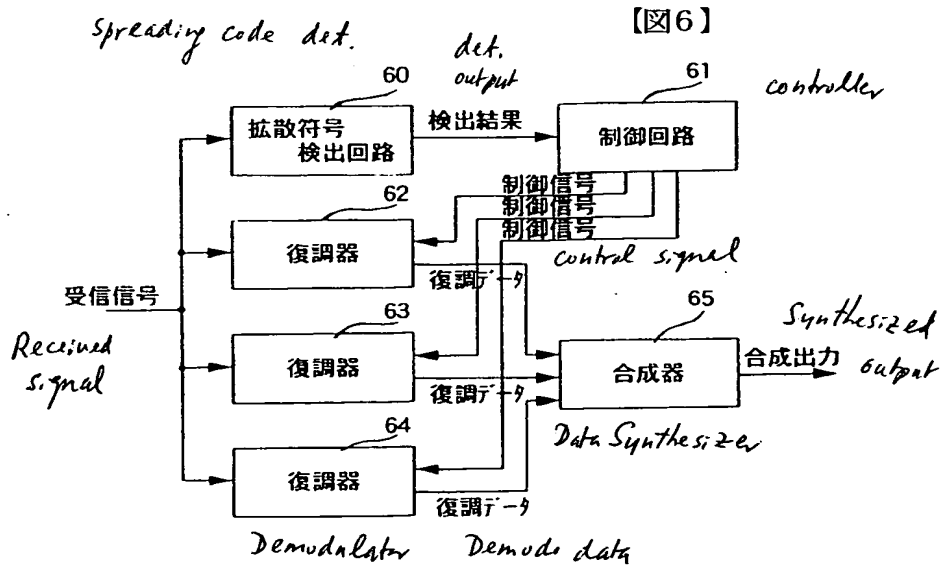 【図6】
Spreading code det.
det.
output
60
61
controller
拡散符号
検出回路
検出結果
制御回路
制御信号
制御信号
制御信号
62
復調器
control signal
復調データ
受信信号
63
65
Synthesized
output
Received
signal
復調器
合成器
合成出力
復調データ
64
Data Synthesizer
復調器
復調データ
Demodulator
Demode data